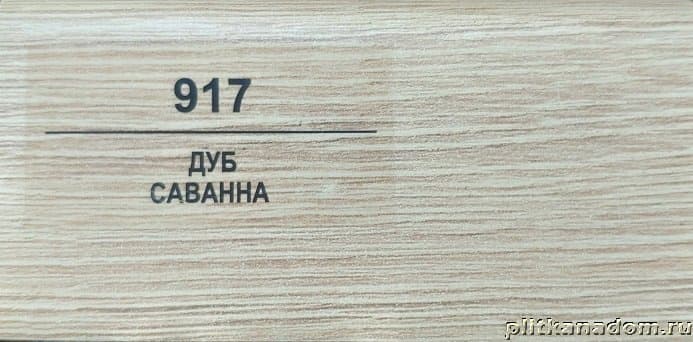 917
ДУБ
САВАННА
plitkanadom.ru